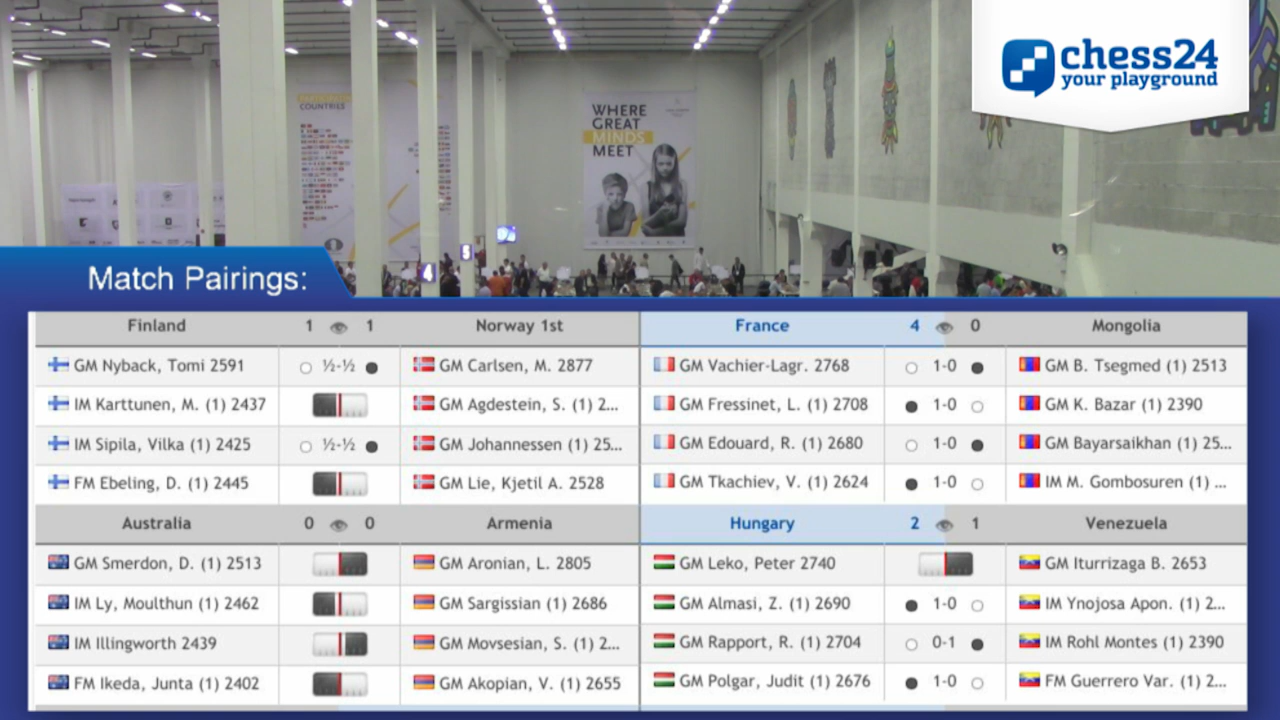 chess24
your playground
COUNTRIES
WHERE
GREAT
MINDS
MEET
5
4
Match Pairings:
Finland 1 1 Norway 1st
GM Nyback, Tomi 2591 ½-½ GM Carlsen, M. 2877
IM Karttunen, M. (1) 2437 GM Agdestein, S. (1) 2...
IM Sipila, Vilka (1) 2425 ½-½ GM Johannessen (1) 25...
FM Ebeling, D. (1) 2445 GM Lie, Kjetil A. 2528
Australia 0 0 Armenia
GM Smerdon, D. (1) 2513 GM Aronian, L. 2805
IM Ly, Moulthun (1) 2462 GM Sargissian (1) 2686
IM Illingworth 2439 GM Movsesian, S. (1) 2...
FM Ikeda, Junta (1) 2402 GM Akopian, V. (1) 2655
France 4 0 Mongolia
GM Vachier-Lagr. 2768 1-0 GM B. Tsegmed (1) 2513
GM Fressinet, L. (1) 2708 1-0 GM K. Bazar (1) 2390
GM Edouard, R. (1) 2680 1-0 GM Bayarsaikhan (1) 25...
GM Tkachiev, V. (1) 2624 1-0 IM M. Gombosuren (1) ...
Hungary 2 1 Venezuela
GM Leko, Peter 2740 GM Iturrizaga B. 2653
GM Almasi, Z. (1) 2690 1-0 IM Ynojosa Apon. (1) 2...
GM Rapport, R. (1) 2704 0-1 IM Rohl Montes (1) 2390
GM Polgar, Judit (1) 2676 1-0 FM Guerrero Var. (1) 2...